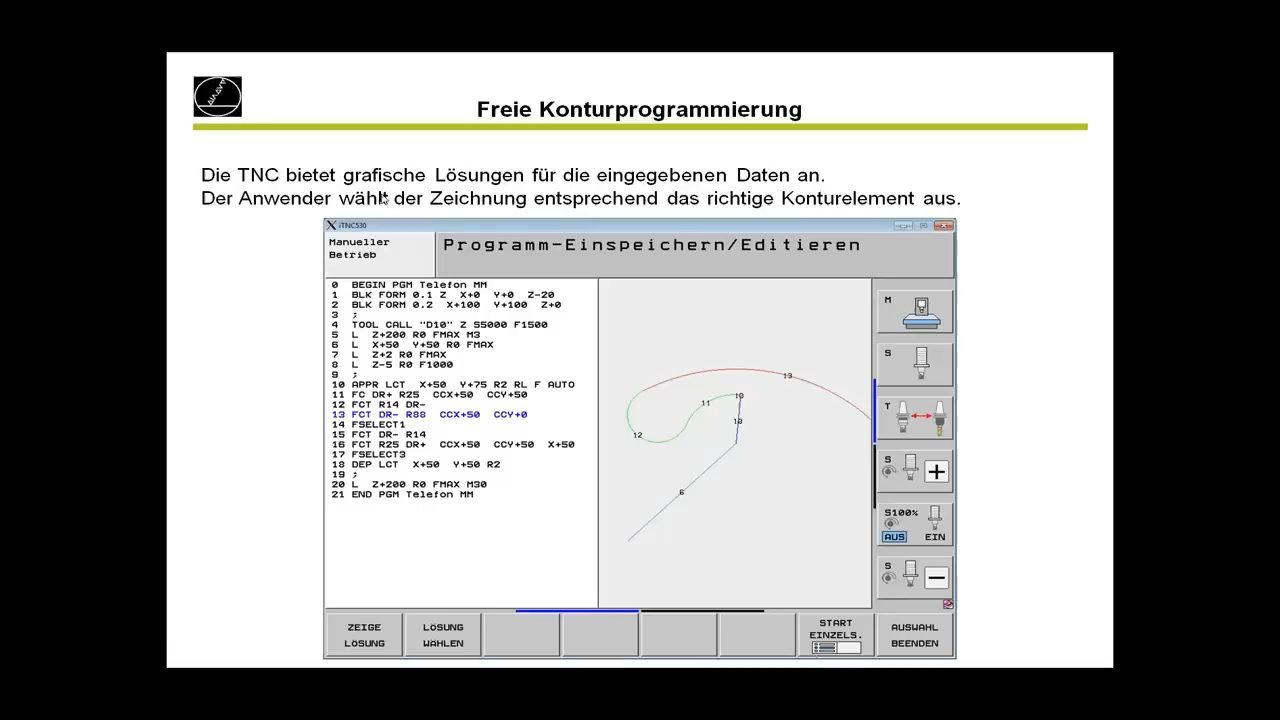 Freie Konturprogrammierung
Die TNC bietet grafische Lösungen für die eingegebenen Daten an.
Der Anwender wählt der Zeichnung entsprechend das richtige Konturelement aus.
iTNC530
Manueller
Betrieb
Programm-Einspeichern/Editieren
0 BEGIN PGM Telefon MM
1 BLK FORM 0.1 Z X+0 Y+0 Z-20
2 BLK FORM 0.2 X+100 Y+100 Z+0
3 ;
4 TOOL CALL "D10" Z S5000 F1500
5 L Z+200 R0 FMAX M3
6 L X+50 Y+50 R0 FMAX
7 L Z+2 R0 FMAX
8 L Z-5 R0 F1000
9 ;
10 APPR LCT X+50 Y+75 R2 RL F AUTO
11 FC DR+ R25 CCX+50 CCY+50
12 FCT R14 DR-
13 FCT DR- R88 CCX+50 CCY+0
14 FSELECT1
15 FCT DR- R14
16 FCT R25 DR+ CCX+50 CCY+50 X+50
17 FSELECT3
18 DEP LCT X+50 Y+50 R2
19 ;
20 L Z+200 R0 FMAX M30
21 END PGM Telefon MM
13
10
11
10
12
6
M
S
T
S
S100%
AUS EIN
S
ZEIGE
LÖSUNG
LÖSUNG
WÄHLEN
START
EINZELS.
AUSWAHL
BEENDEN